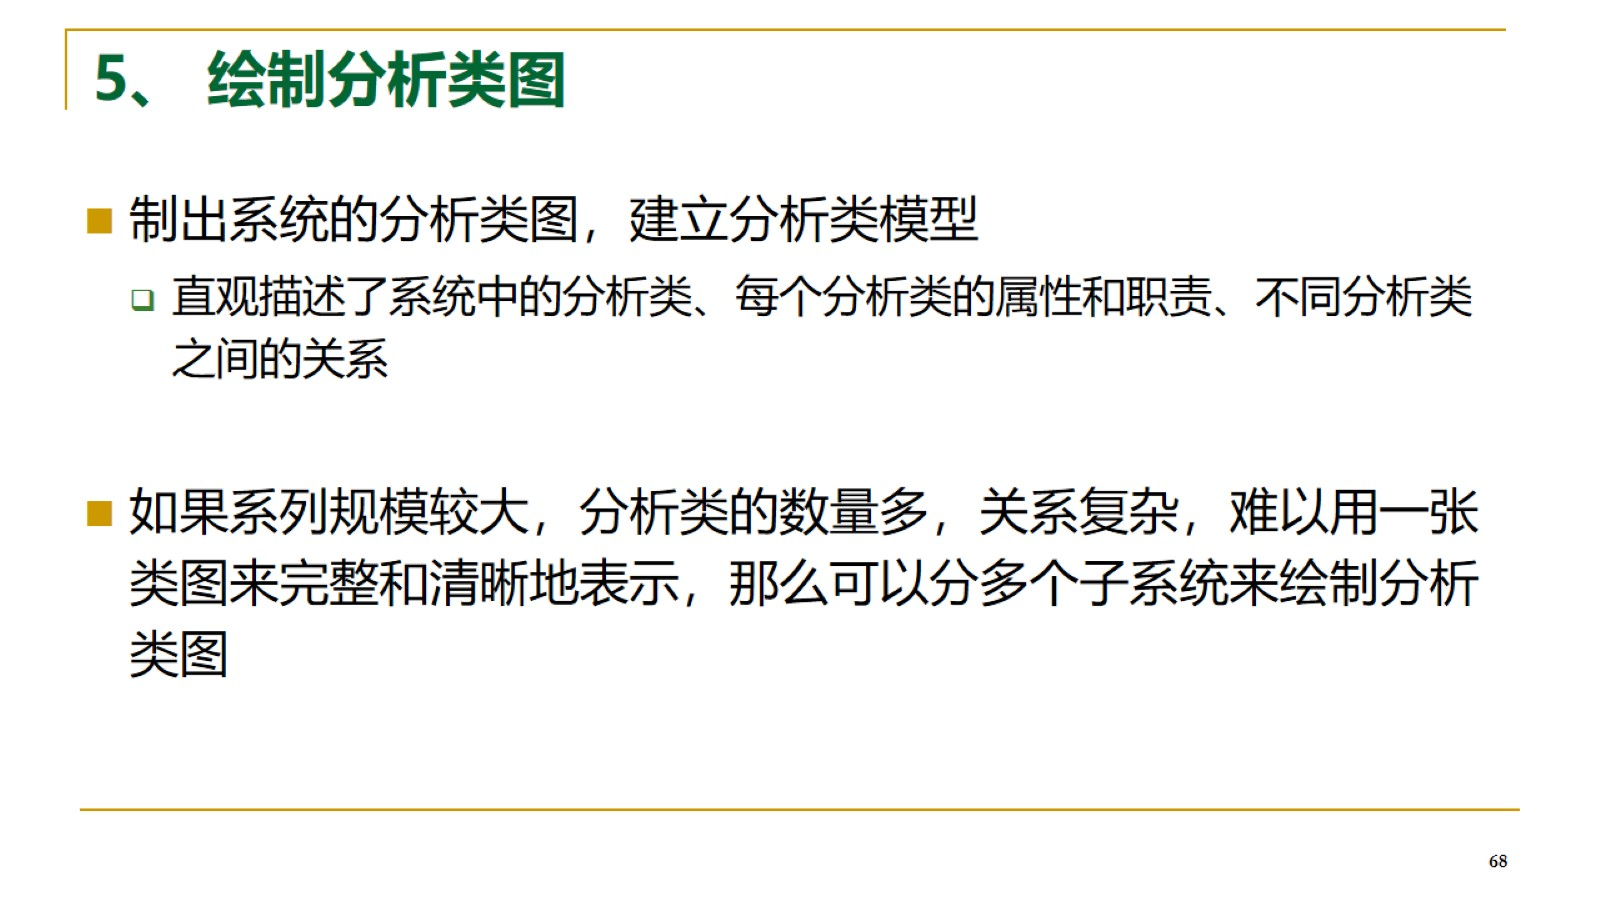 5、 绘制分析类图
制出系统的分析类图，建立分析类模型
直观描述了系统中的分析类、每个分析类的属性和职责、不同分析类
之间的关系
如果系列规模较大，分析类的数量多，关系复杂，难以用一张
类图来完整和清晰地表示，那么可以分多个子系统来绘制分析
类图
68